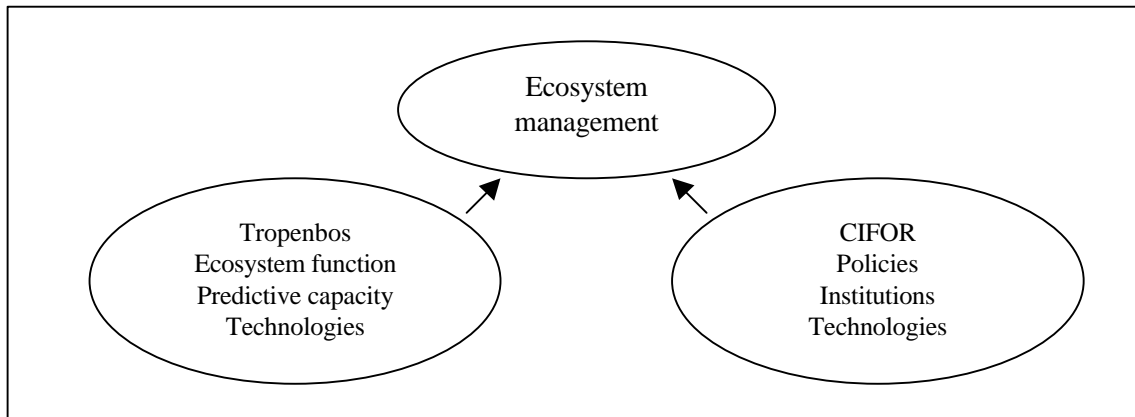 Ecosystem
management
Tropenbos
Ecosystem function
Predictive capacity
Technologies
CIFOR
Policies
Institutions
Technologies